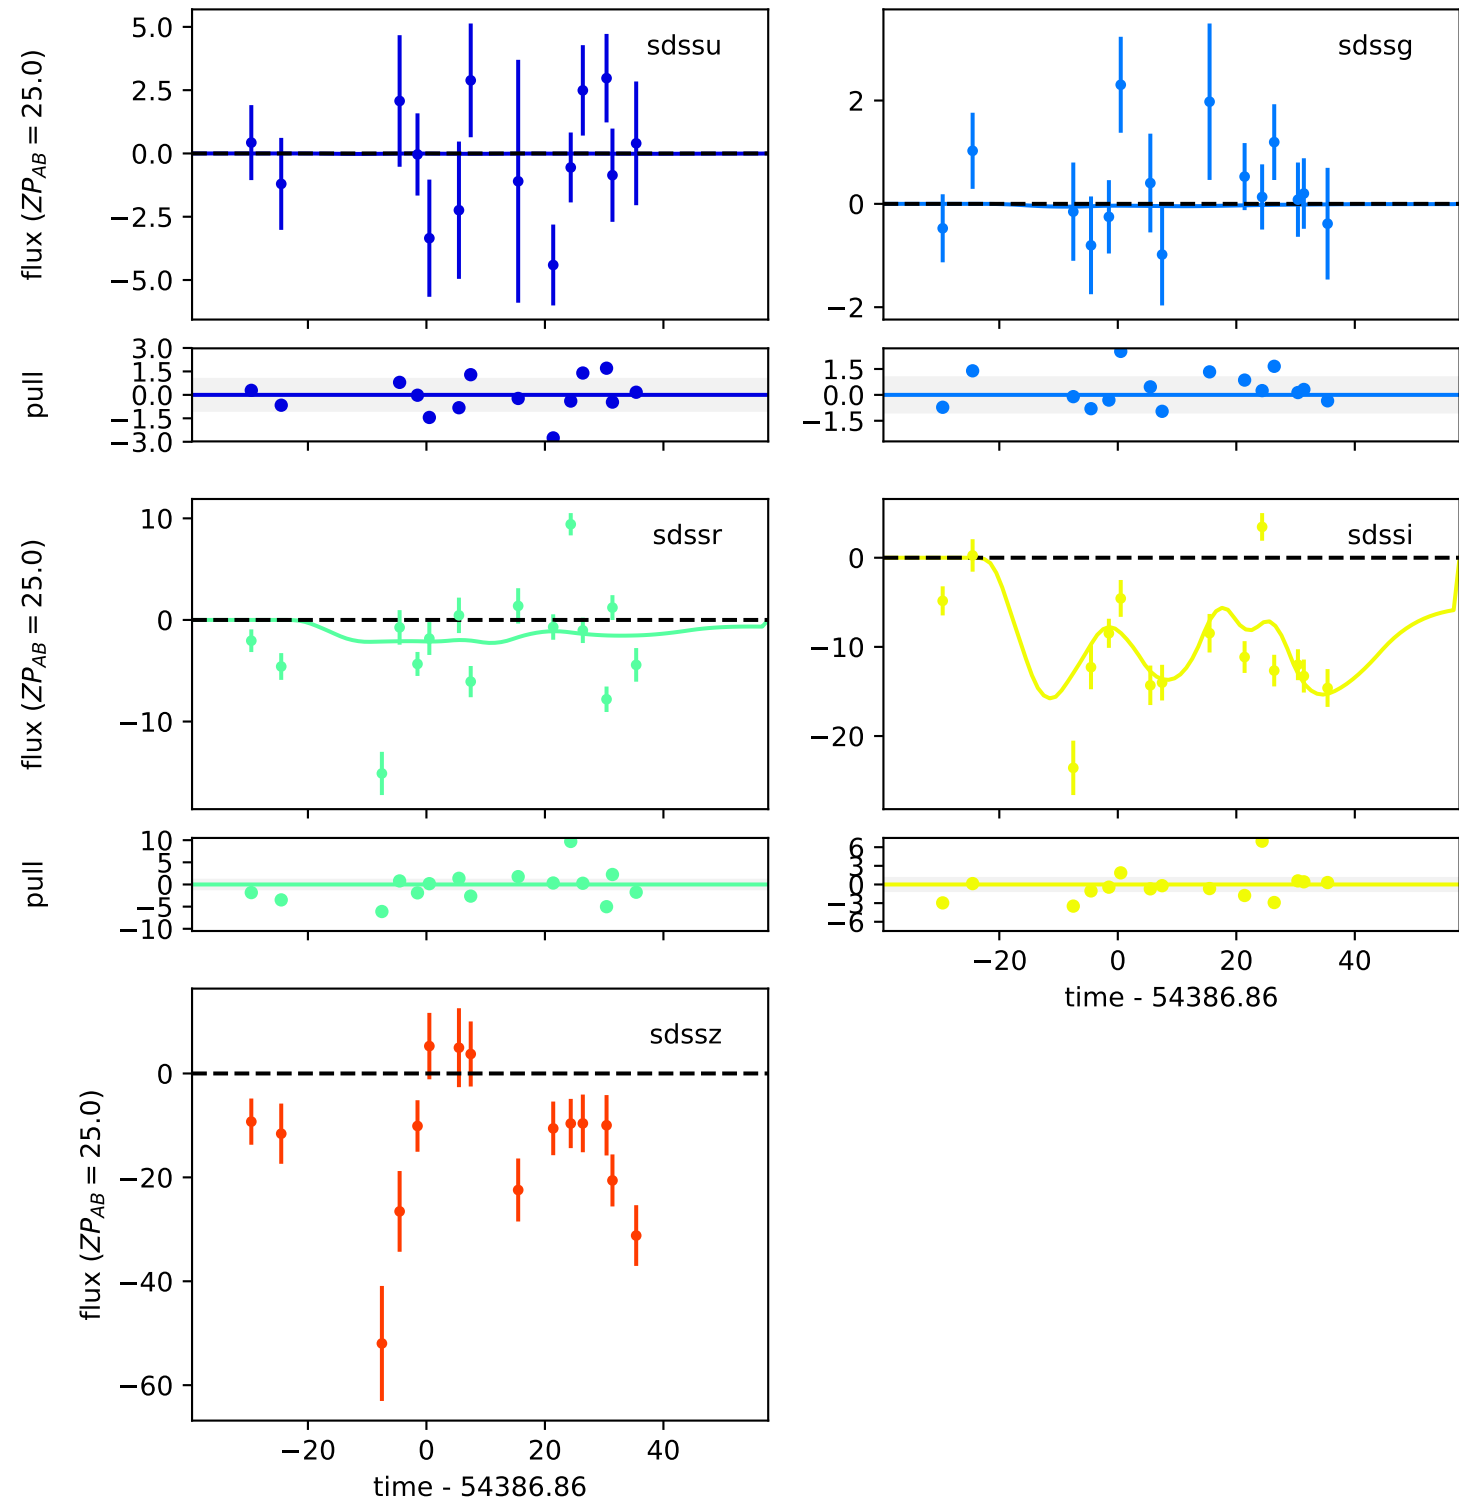 flux (ZP_AB = 25.0)
5.0
2.5
0.0
−2.5
−5.0
sdssu
2
0
−2
sdssg
pull
3.0
1.5
0.0
−1.5
−3.0
1.5
0.0
−1.5
flux (ZP_AB = 25.0)
10
0
−10
sdssr
0
−10
−20
sdssi
pull
10
5
0
−5
−10
6
3
0
−3
−6
−20 0 20 40
time - 54386.86
flux (ZP_AB = 25.0)
0
−20
−40
−60
sdssz
−20 0 20 40
time - 54386.86